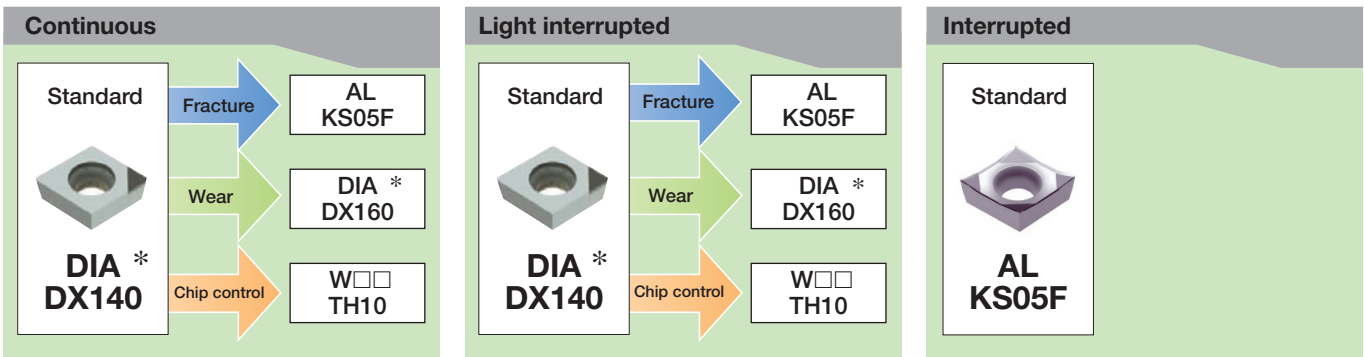 Continuous
Standard
DIA *
DX140
Fracture
AL
KS05F
Wear
DIA *
DX160
Chip control
W□□
TH10
Light interrupted
Standard
DIA *
DX140
Fracture
AL
KS05F
Wear
DIA *
DX160
Chip control
W□□
TH10
Interrupted
Standard
AL
KS05F